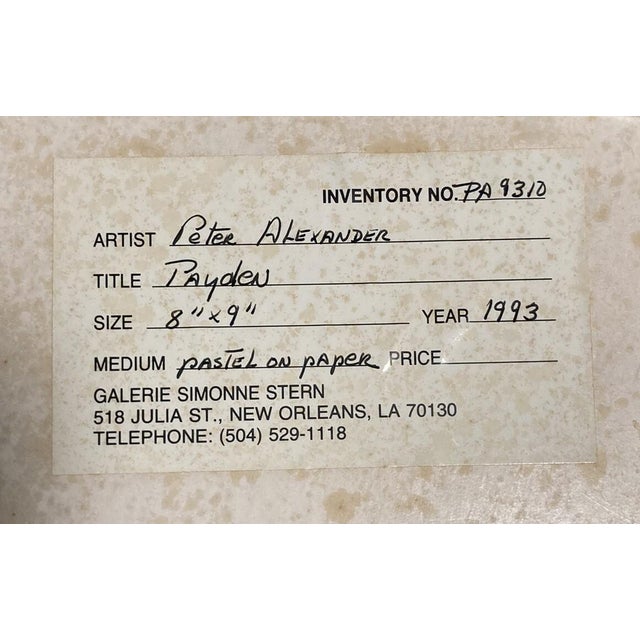 INVENTORY NO. PA 9310
ARTIST Peter Alexander
TITLE Payden
SIZE 8" x 9" YEAR 1993
MEDIUM pastel on paper PRICE
GALERIE SIMONNE STERN
518 JULIA ST., NEW ORLEANS, LA 70130
TELEPHONE: (504) 529-1118